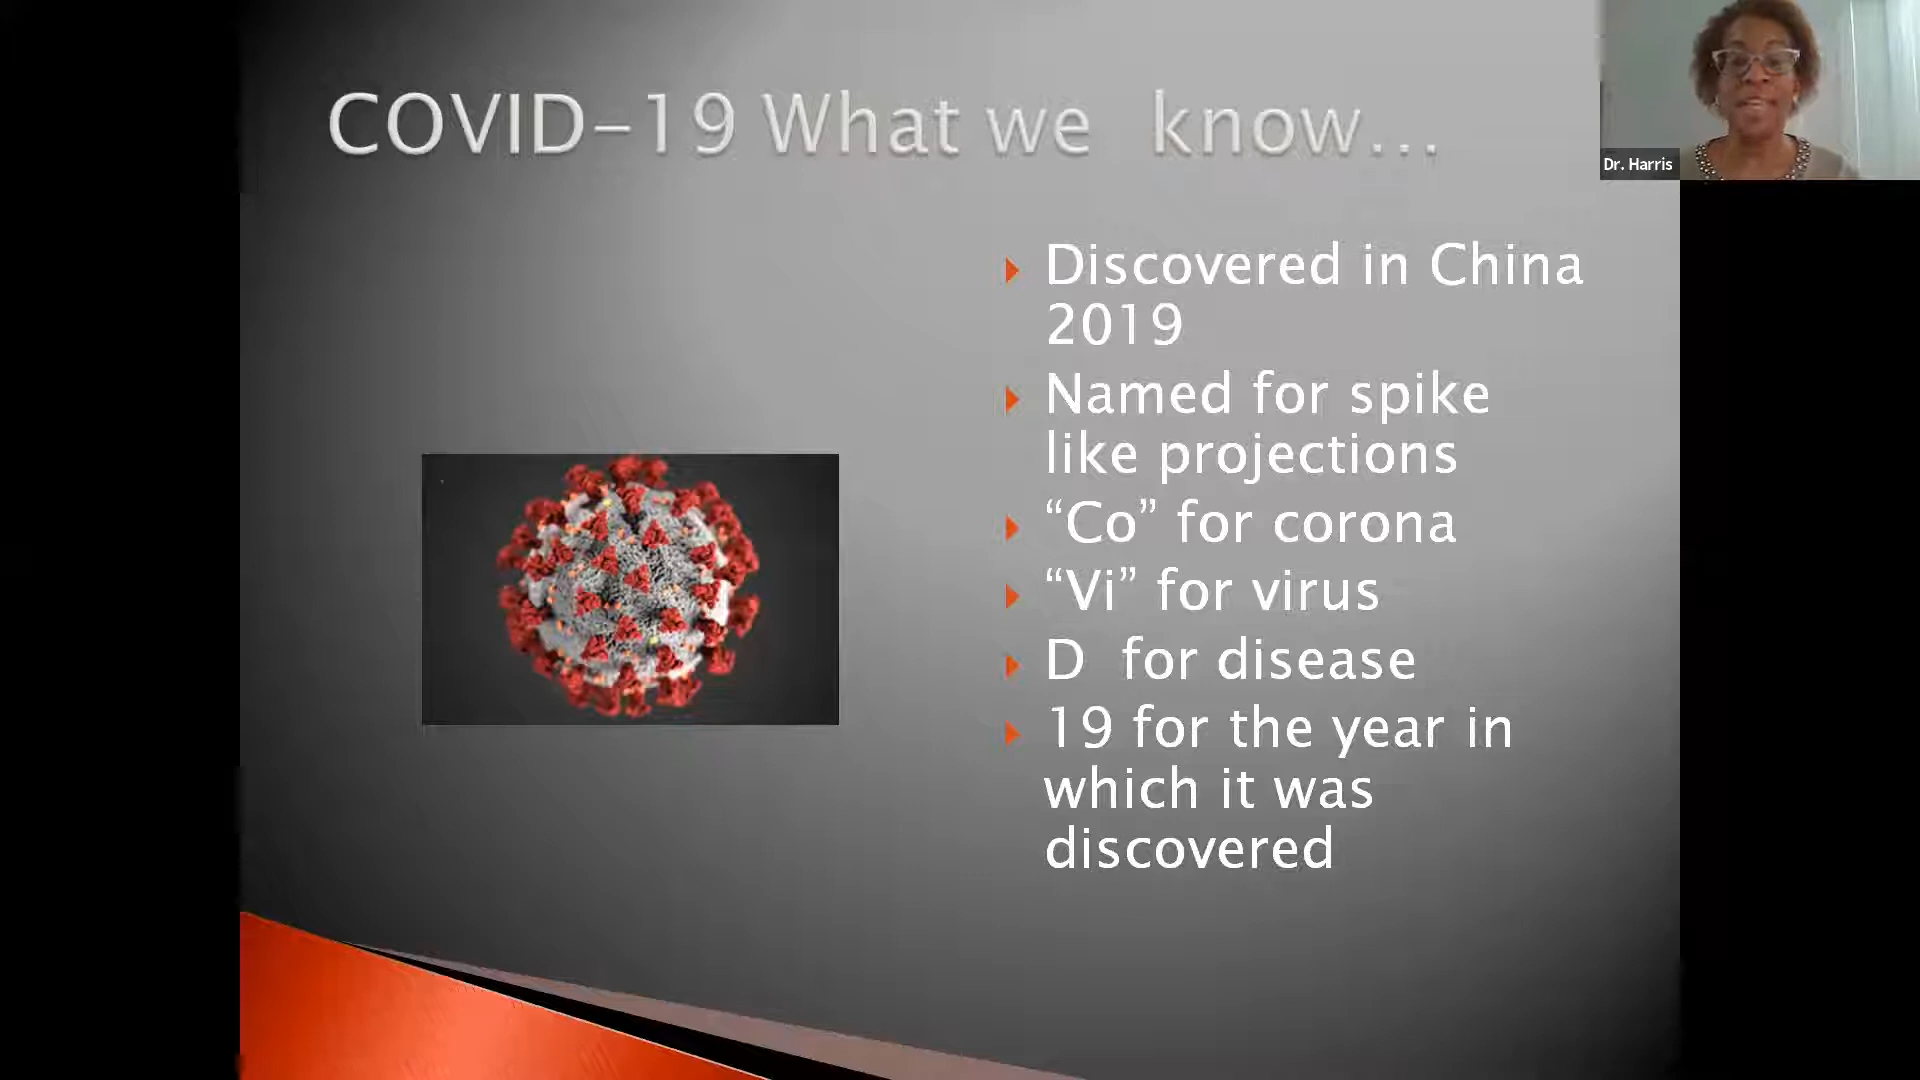 COVID-19 What we know...
Dr. Harris
Discovered in China
2019
Named for spike
like projections
“Co” for corona
“Vi” for virus
D for disease
19 for the year in
which it was
discovered